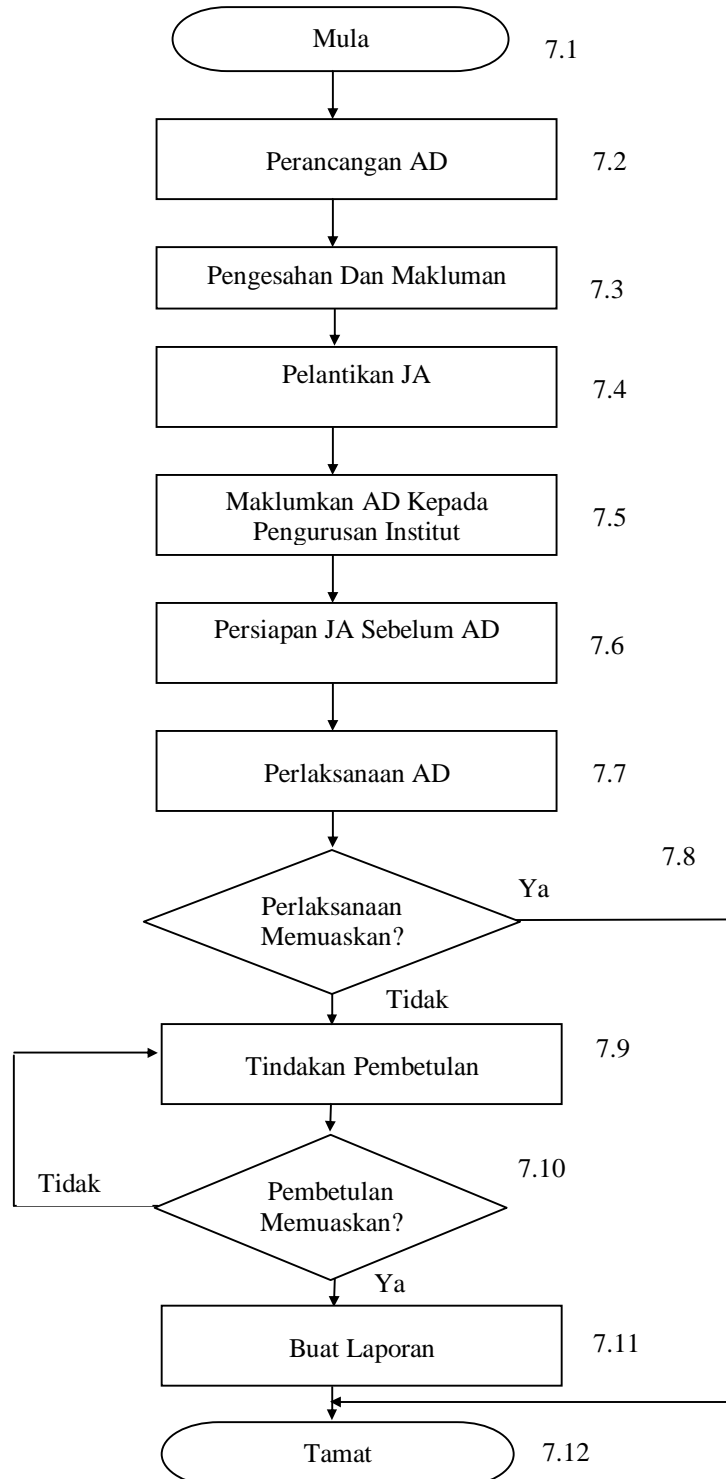 Mula
7.1
Perancangan AD
7.2
Pengesahan Dan Makluman
7.3
Pelantikan JA
7.4
Maklumkan AD Kepada
Pengurusan Institut
7.5
Persiapan JA Sebelum AD
7.6
Perlaksanaan AD
7.7
7.8
Ya
Perlaksanaan
Memuaskan?
Tidak
Tindakan Pembetulan
7.9
7.10
Tidak
Pembetulan
Memuaskan?
Ya
Buat Laporan
7.11
Tamat
7.12